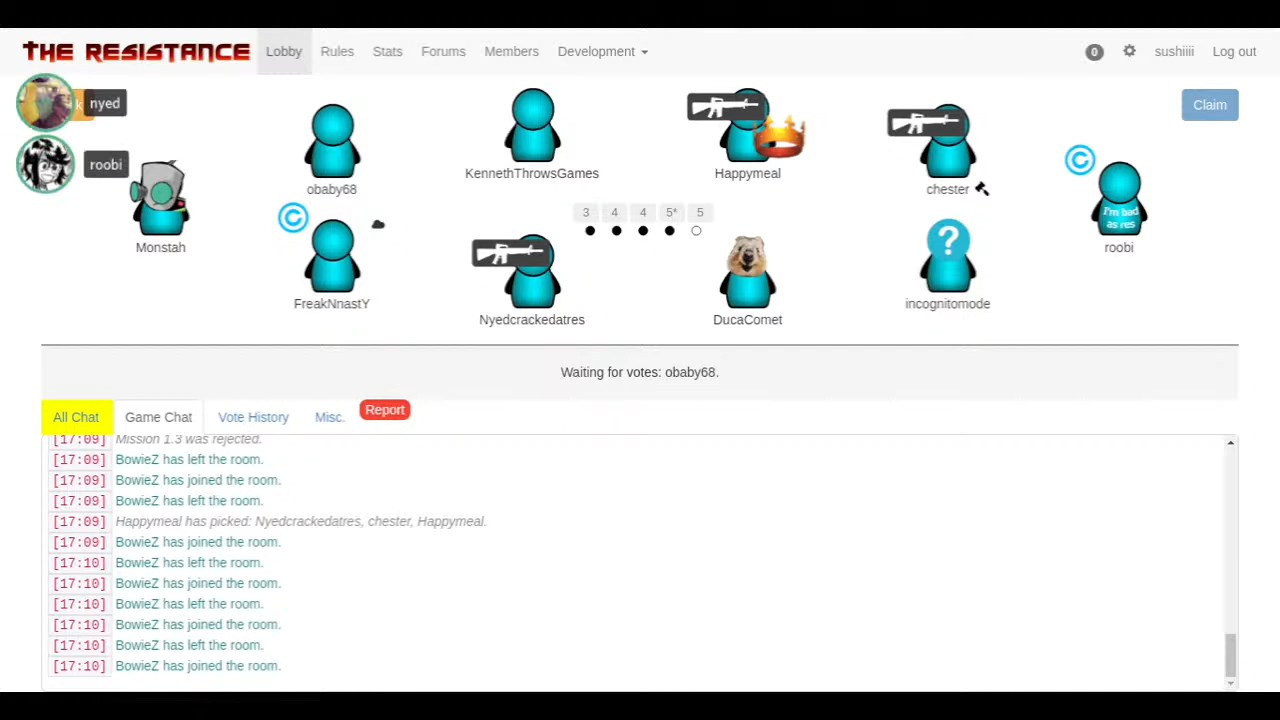 THE RESISTANCE Lobby Rules Stats Forums Members Development 0 sushiiii Log out
nyed
Claim
roobi
obaby68
KennethThrowsGames
Happymeal
chester
I'm bad
as res
Monstah
roobi
3 4 4 5* 5
FreakNnastY
Nyedcrackedatres
DucaComet
?
incognitomode
Waiting for votes: obaby68.
All Chat Game Chat Vote History Misc. Report
[17:09] Mission 1.3 was rejected.
[17:09] BowieZ has left the room.
[17:09] BowieZ has joined the room.
[17:09] BowieZ has left the room.
[17:09] Happymeal has picked: Nyedcrackedatres, chester, Happymeal.
[17:09] BowieZ has joined the room.
[17:10] BowieZ has left the room.
[17:10] BowieZ has joined the room.
[17:10] BowieZ has left the room.
[17:10] BowieZ has joined the room.
[17:10] BowieZ has left the room.
[17:10] BowieZ has joined the room.